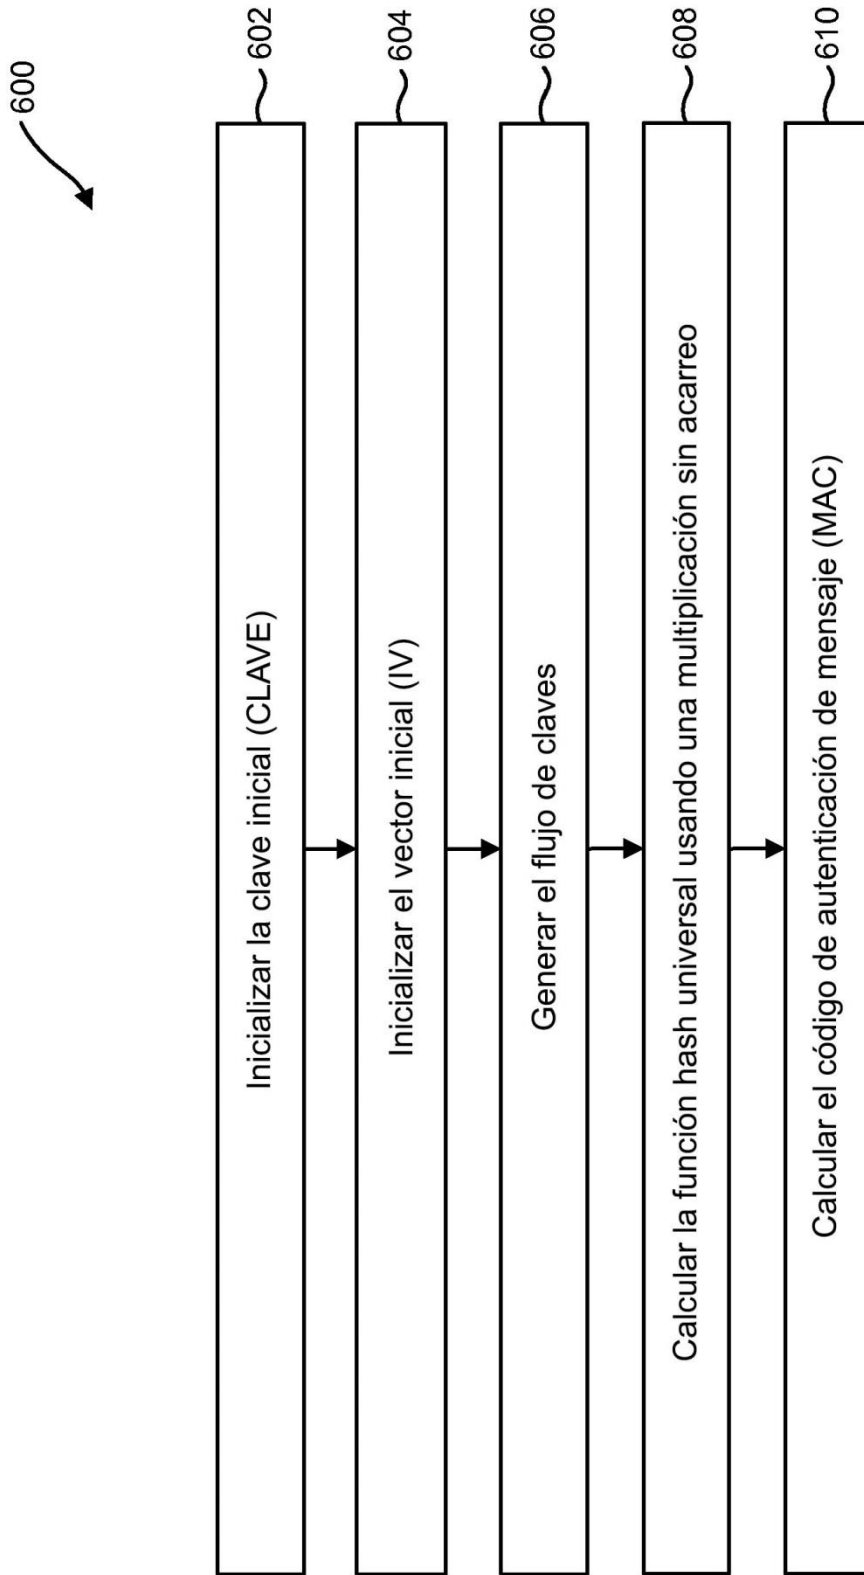 600
Inicializar la clave inicial (CLAVE)
602
Inicializar el vector inicial (IV)
604
Generar el flujo de claves
606
Calcular la función hash universal usando una multiplicación sin acarreo
608
Calcular el código de autenticación de mensaje (MAC)
610